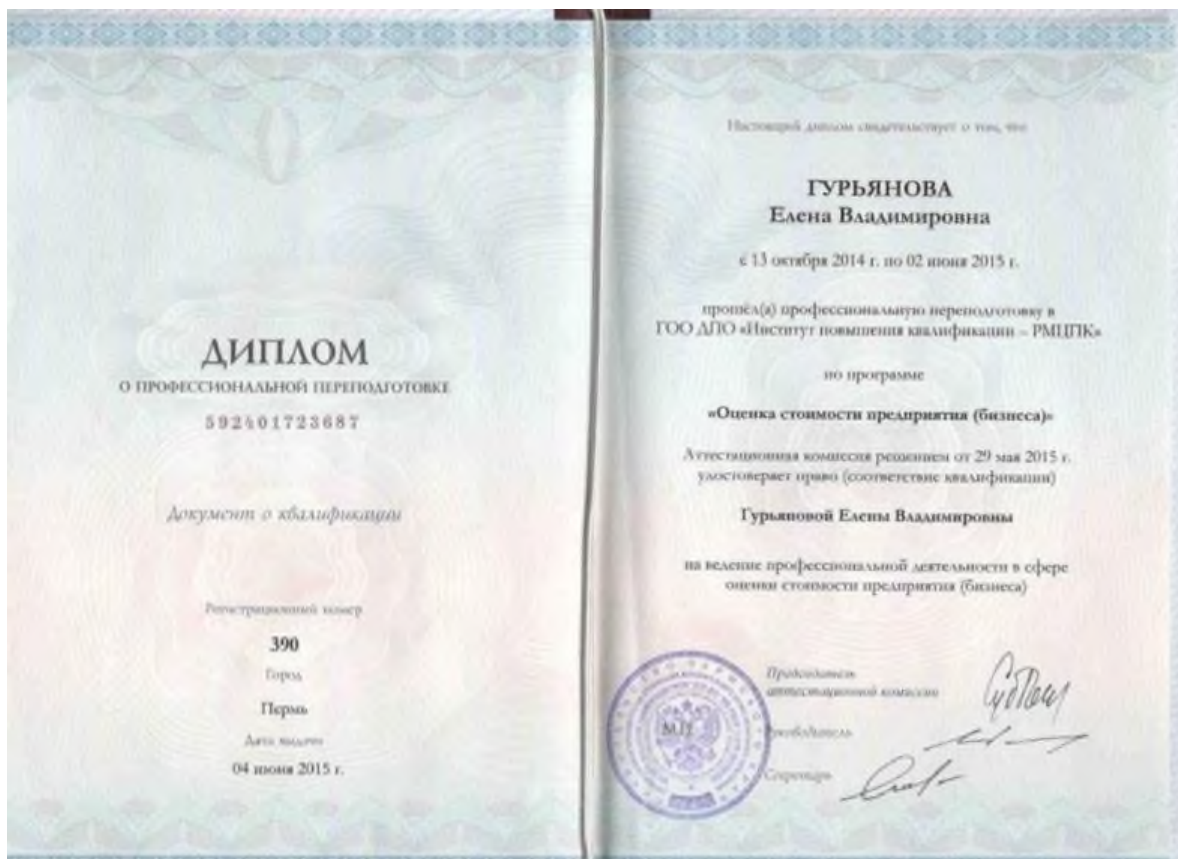 ДИПЛОМ
О ПРОФЕССИОНАЛЬНОЙ ПЕРЕПОДГОТОВКЕ
592401723687
Документ о квалификации
Регистрационный номер
390
Город
Пермь
Дата выдачи
04 июня 2015 г.
Настоящий диплом свидетельствует о том, что
ГУРЬЯНОВА
Елена Владимировна
с 13 октября 2014 г. по 02 июня 2015 г.
прошёл(а) профессиональную переподготовку в
ГОО ДПО «Институт повышения квалификации – РМЦПК»
по программе
«Оценка стоимости предприятия (бизнеса)»
Аттестационная комиссия решением от 29 мая 2015 г.
удостоверяет право (соответствие квалификации)
Гурьяновой Елены Владимировны
на ведение профессиональной деятельности в сфере
оценки стоимости предприятия (бизнеса)
Председатель
аттестационной комиссии
М.П.
Руководитель
Секретарь